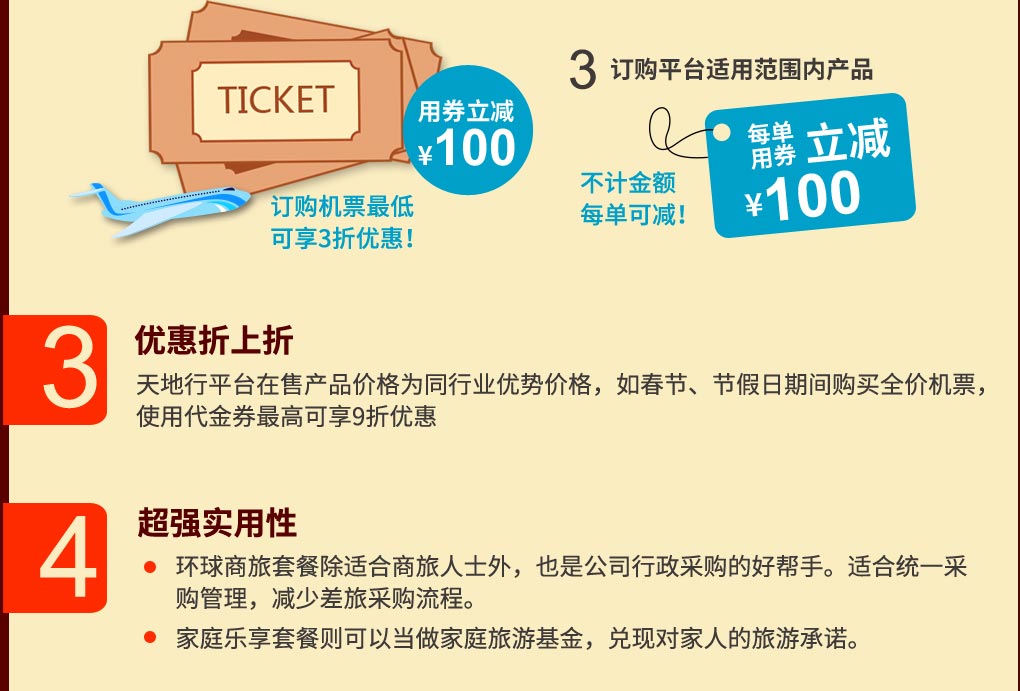 TICKET
用券立减
¥100
订购机票最低
可享3折优惠！
3 订购平台适用范围内产品
每单
用券 立减
¥100
不计金额
每单可减！
3
优惠折上折
天地行平台在售产品价格为同行业优势价格，如春节、节假日期间购买全价机票，
使用代金券最高可享9折优惠
4
超强实用性
• 环球商旅套餐除适合商旅人士外，也是公司行政采购的好帮手。适合统一采
购管理，减少差旅采购流程。
• 家庭乐享套餐则可以当做家庭旅游基金，兑现对家人的旅游承诺。